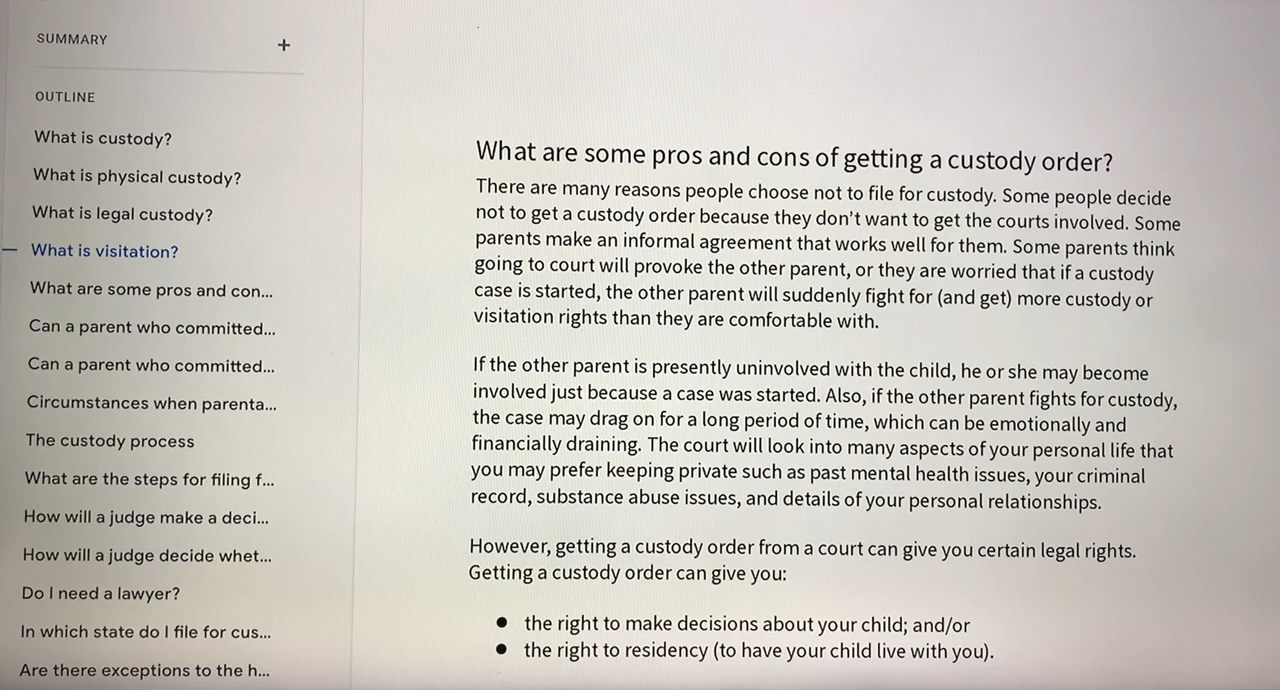 SUMMARY
+
OUTLINE
What is custody?
What is physical custody?
What is legal custody?
What is visitation?
What are some pros and con...
Can a parent who committed...
Can a parent who committed...
Circumstances when parenta...
The custody process
What are the steps for filing f...
How will a judge make a deci...
How will a judge decide whet...
Do I need a lawyer?
In which state do I file for cus...
Are there exceptions to the h...
What are some pros and cons of getting a custody order?
There are many reasons people choose not to file for custody. Some people decide
not to get a custody order because they don't want to get the courts involved. Some
parents make an informal agreement that works well for them. Some parents think
going to court will provoke the other parent, or they are worried that if a custody
case is started, the other parent will suddenly fight for (and get) more custody or
visitation rights than they are comfortable with.
If the other parent is presently uninvolved with the child, he or she may become
involved just because a case was started. Also, if the other parent fights for custody,
the case may drag on for a long period of time, which can be emotionally and
financially draining. The court will look into many aspects of your personal life that
you may prefer keeping private such as past mental health issues, your criminal
record, substance abuse issues, and details of your personal relationships.
However, getting a custody order from a court can give you certain legal rights.
Getting a custody order can give you:
● the right to make decisions about your child; and/or
● the right to residency (to have your child live with you).